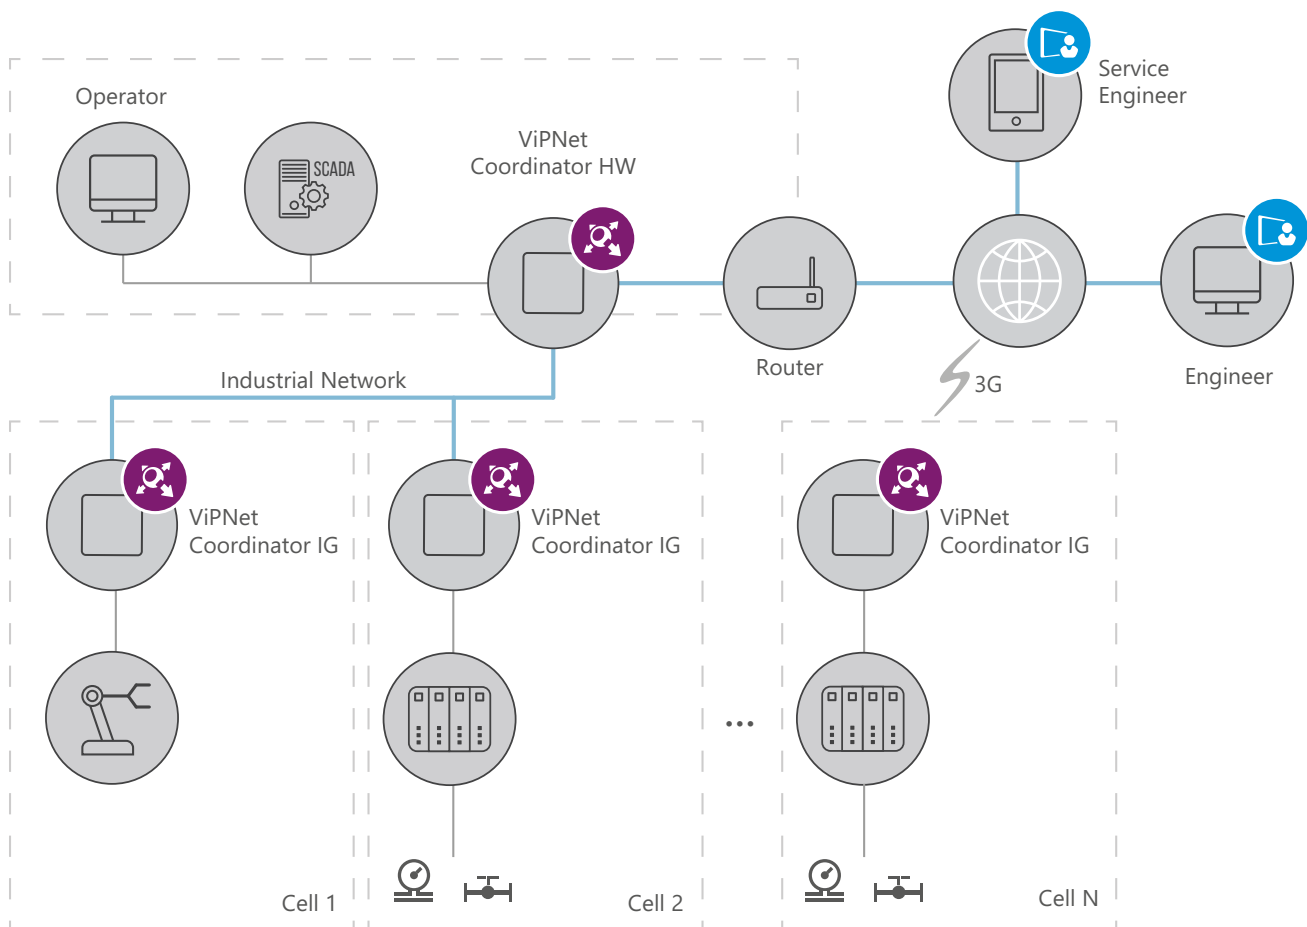 Operator
SCADA
ViPNet
Coordinator HW
Service
Engineer
Router
Engineer
3G
Industrial Network
ViPNet
Coordinator IG
ViPNet
Coordinator IG
ViPNet
Coordinator IG
...
Cell 1
Cell 2
Cell N